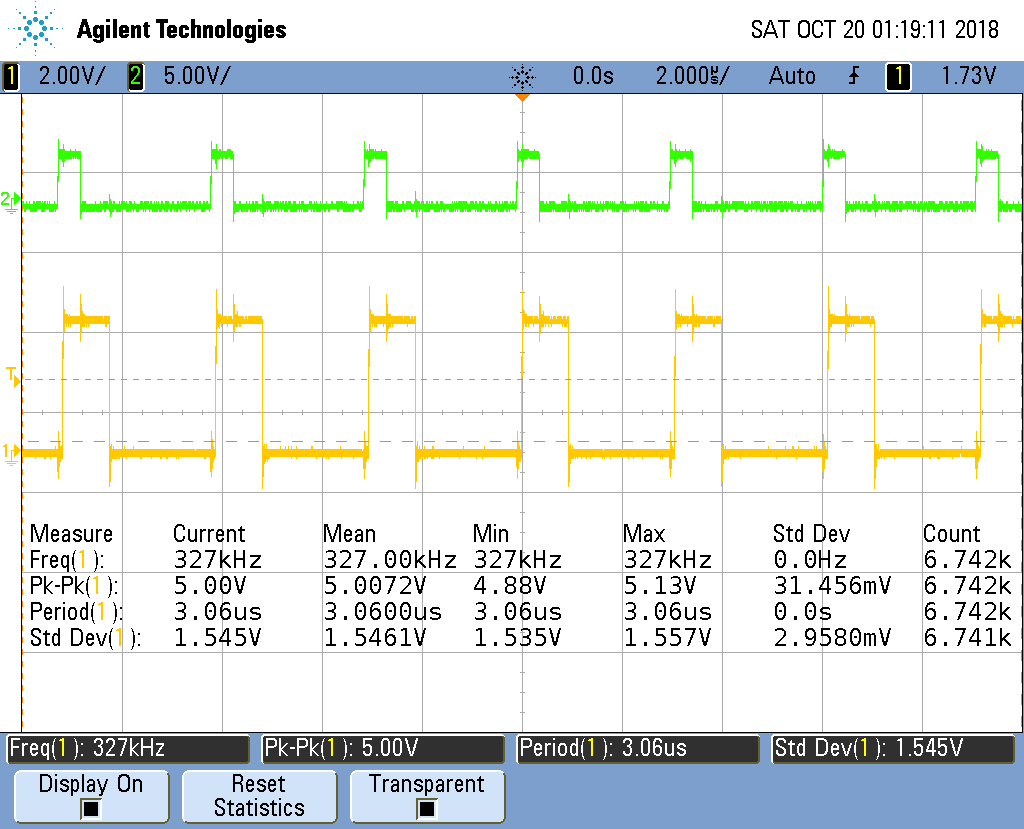 Agilent Technologies SAT OCT 20 01:19:11 2018
1 2.00V/ 2 5.00V/ 0.0s 2.000µs/ Auto 1 1.73V
2
T
1
Measure Current Mean Min Max Std Dev Count
Freq(1): 327kHz 327.00kHz 327kHz 327kHz 0.0Hz 6.742k
Pk-Pk(1): 5.00V 5.0072V 4.88V 5.13V 31.456mV 6.742k
Period(1): 3.06us 3.0600us 3.06us 3.06us 0.0s 6.742k
Std Dev(1): 1.545V 1.5461V 1.535V 1.557V 2.9580mV 6.741k
Freq(1): 327kHz Pk-Pk(1): 5.00V Period(1): 3.06us Std Dev(1): 1.545V
Display On Reset Statistics Transparent